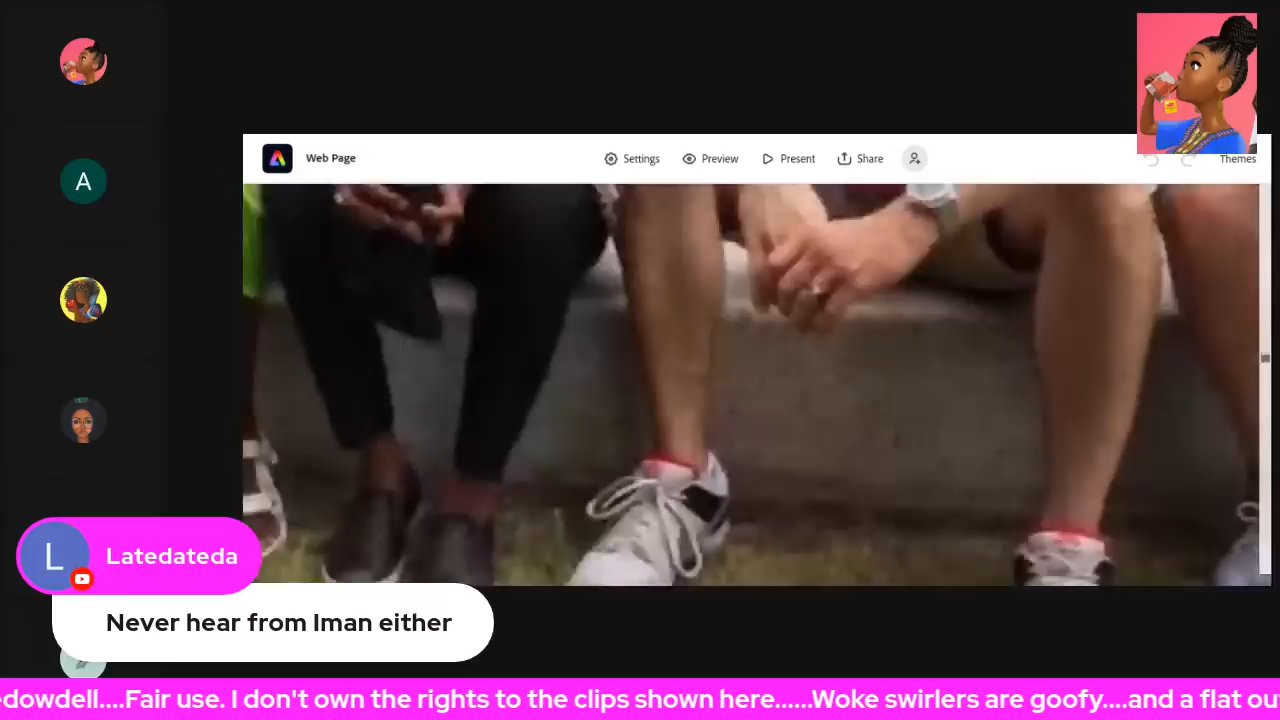 Web Page
Settings
Preview
Present
Share
Themes
A
L
Latedateda
Never hear from Iman either
edowdell....Fair use. I don't own the rights to the clips shown here......Woke swirlers are goofy....and a flat ou